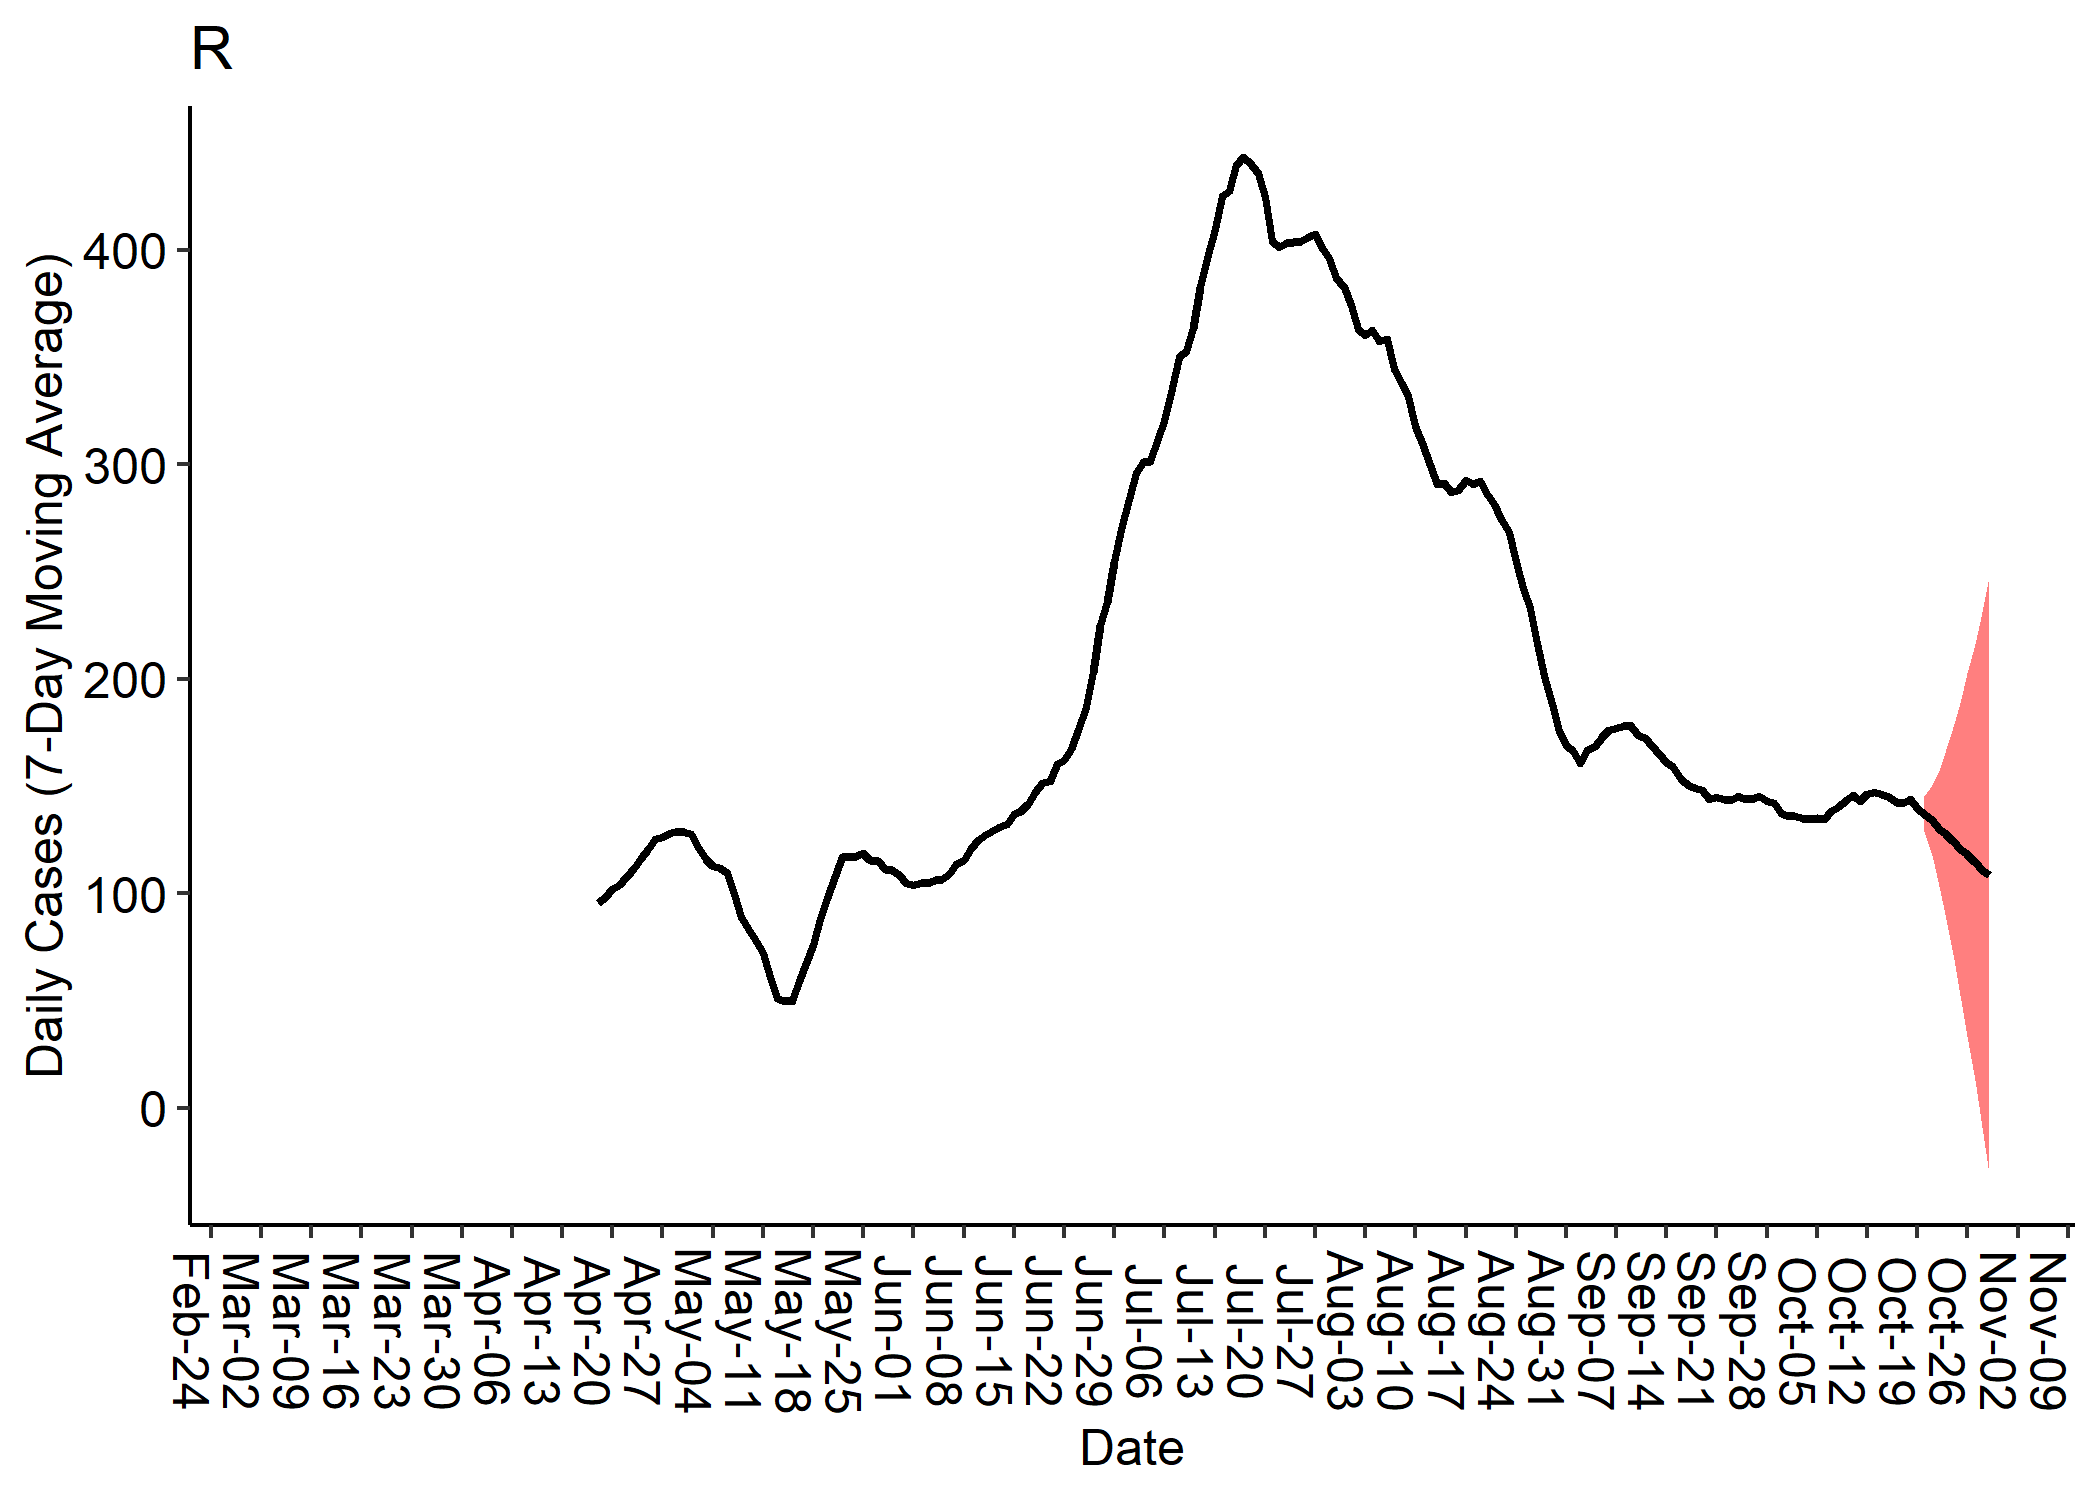 R
Daily Cases (7-Day Moving Average)
400
300
200
100
0
Feb-24
Mar-02
Mar-09
Mar-16
Mar-23
Mar-30
Apr-06
Apr-13
Apr-20
Apr-27
May-04
May-11
May-18
May-25
Jun-01
Jun-08
Jun-15
Jun-22
Jun-29
Jul-06
Jul-13
Jul-20
Jul-27
Aug-03
Aug-10
Aug-17
Aug-24
Aug-31
Sep-07
Sep-14
Sep-21
Sep-28
Oct-05
Oct-12
Oct-19
Oct-26
Nov-02
Nov-09
Date